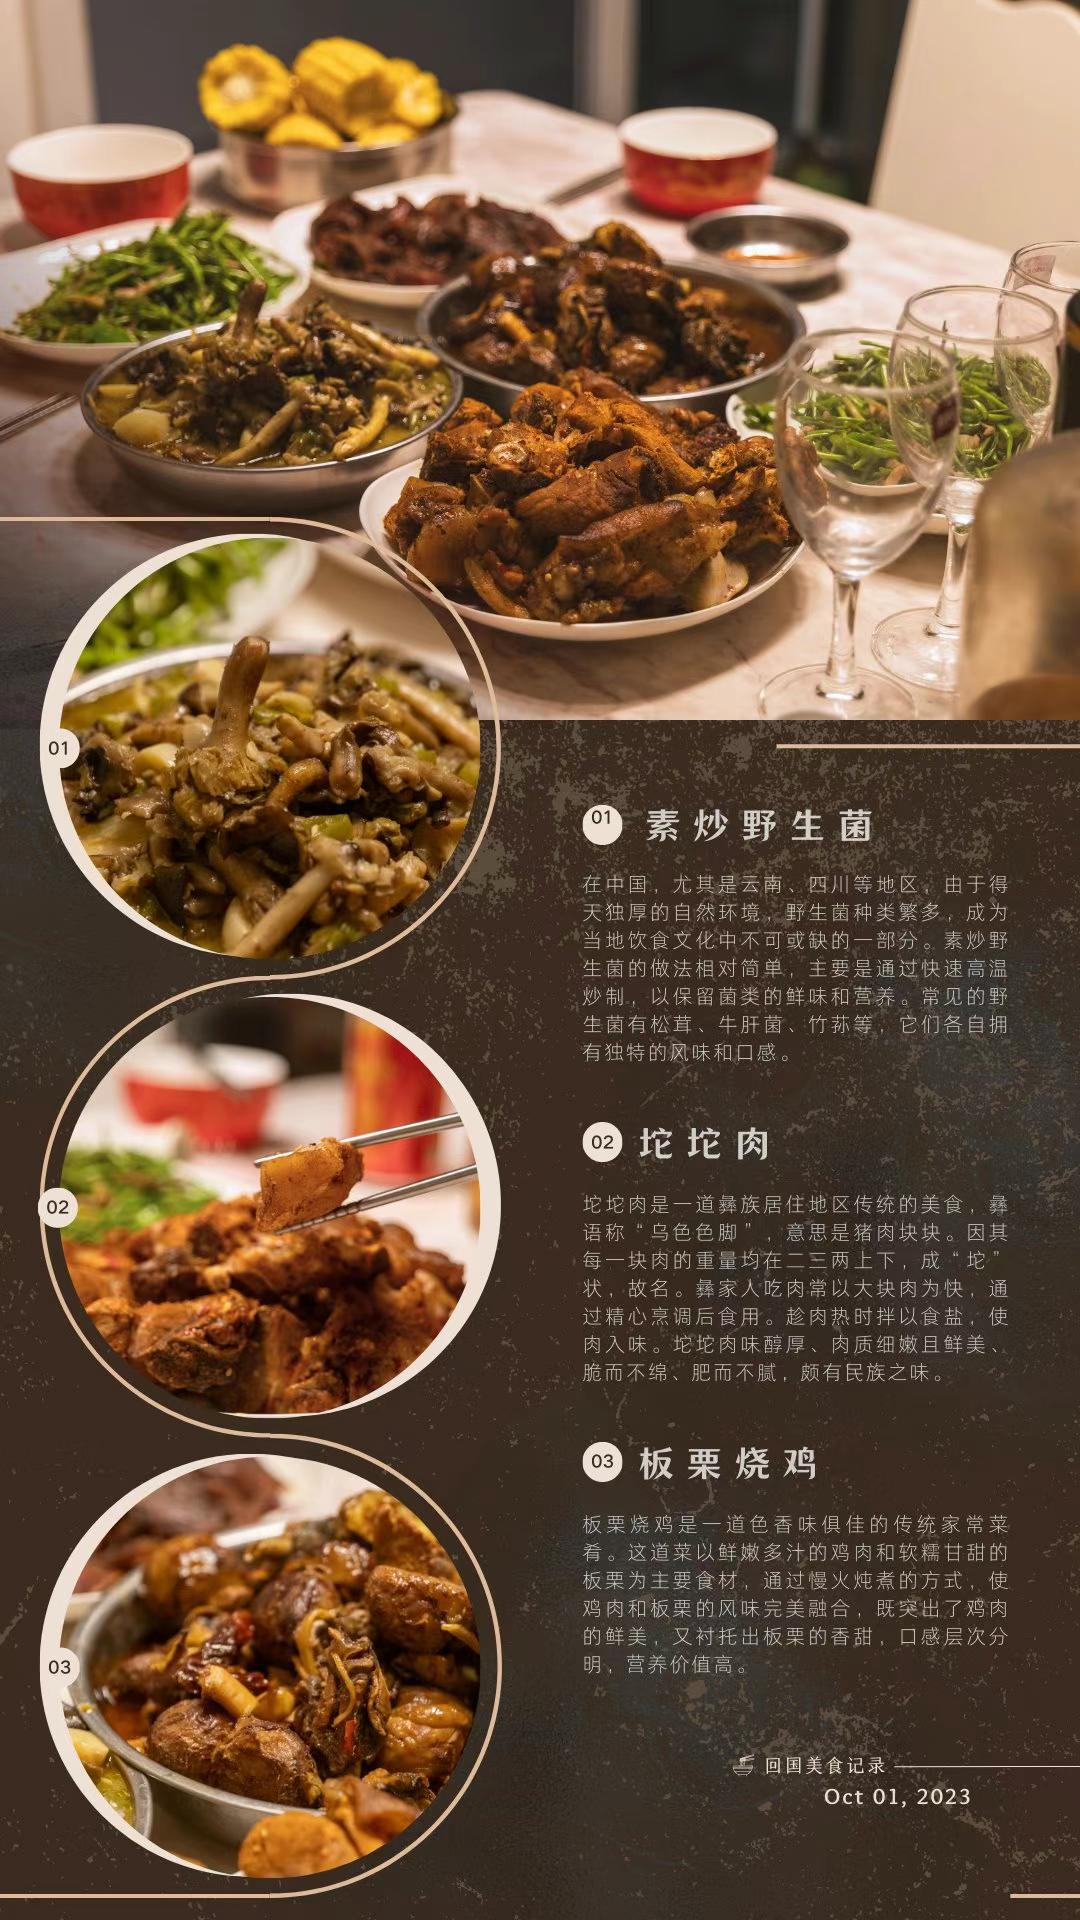 01
01 素炒野生菌
在中国，尤其是云南、四川等地区，由于得
天独厚的自然环境，野生菌种类繁多，成为
当地饮食文化中不可或缺的一部分。素炒野
生菌的做法相对简单，主要是通过快速高温
炒制，以保留菌类的鲜味和营养。常见的野
生菌有松茸、牛肝菌、竹荪等，它们各自拥
有独特的风味和口感。
02
02 坨坨肉
坨坨肉是一道彝族居住地区传统的美食，彝
语称“乌色色脚”，意思是猪肉块块。因其
每一块肉的重量均在二三两上下，成“坨”
状，故名。彝家人吃肉常以大块肉为快，通
过精心烹调后食用。趁肉热时拌以食盐，使
肉入味。坨坨肉味醇厚、肉质细嫩且鲜美、
脆而不绵、肥而不腻，颇有民族之味。
03
03 板栗烧鸡
板栗烧鸡是一道色香味俱佳的传统家常菜
肴。这道菜以鲜嫩多汁的鸡肉和软糯甘甜的
板栗为主要食材，通过慢火炖煮的方式，使
鸡肉和板栗的风味完美融合，既突出了鸡肉
的鲜美，又衬托出板栗的香甜，口感层次分
明，营养价值高。
回国美食记录
Oct 01, 2023